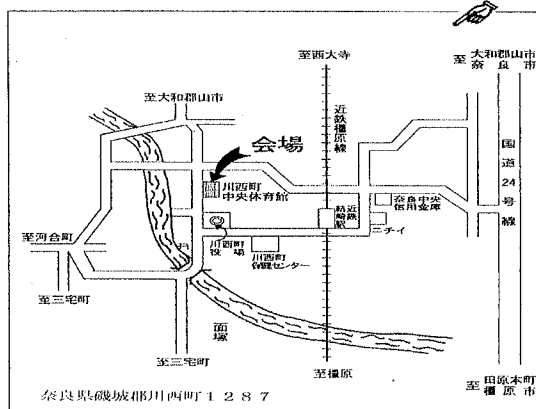 至西大寺
至 大和郡山市
奈良市
至大和郡山市
近鉄橿原線
国道24号線
会場
川西町
中央体育館
近鉄
結崎駅
奈良中央
信用金庫
ニチイ
至河合町
川西町
役場
川西町
保健センター
至三宅町
面塚
至三宅町
至橿原
至 田原本町
橿原市
奈良県磯城郡川西町1287